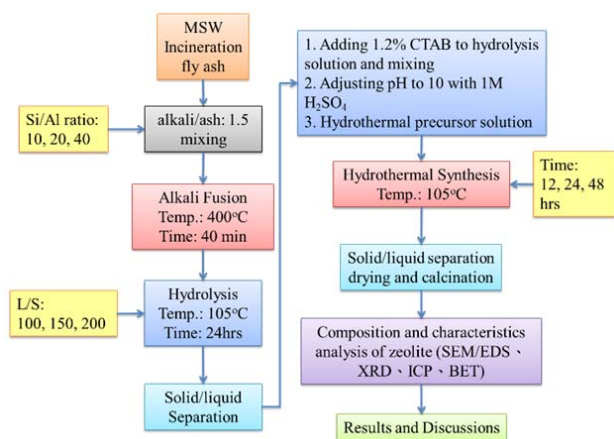 MSW
Incineration
fly ash
Si/Al ratio:
10, 20, 40
alkali/ash: 1.5
mixing
Alkali Fusion
Temp.: 400°C
Time: 40 min
L/S:
100, 150, 200
Hydrolysis
Temp.: 105°C
Time: 24hrs
Solid/liquid
Separation
1. Adding 1.2% CTAB to hydrolysis
solution and mixing
2. Adjusting pH to 10 with 1M
H₂SO₄
3. Hydrothermal precursor solution
Hydrothermal Synthesis
Temp.: 105°C
Time:
12, 24, 48
hrs
Solid/liquid separation
drying and calcination
Composition and characteristics
analysis of zeolite (SEM/EDS、
XRD、ICP、BET)
Results and Discussions